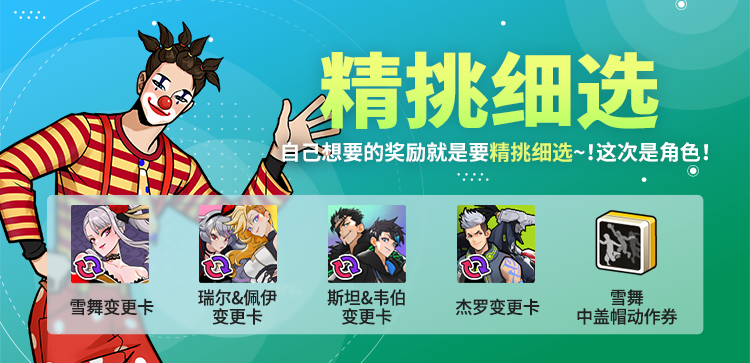 精挑细选
自己想要的奖励就是要精挑细选~!这次是角色!
雪舞变更卡
瑞尔&佩伊
变更卡
斯坦&韦伯
变更卡
杰罗变更卡
雪舞
中盖帽动作券